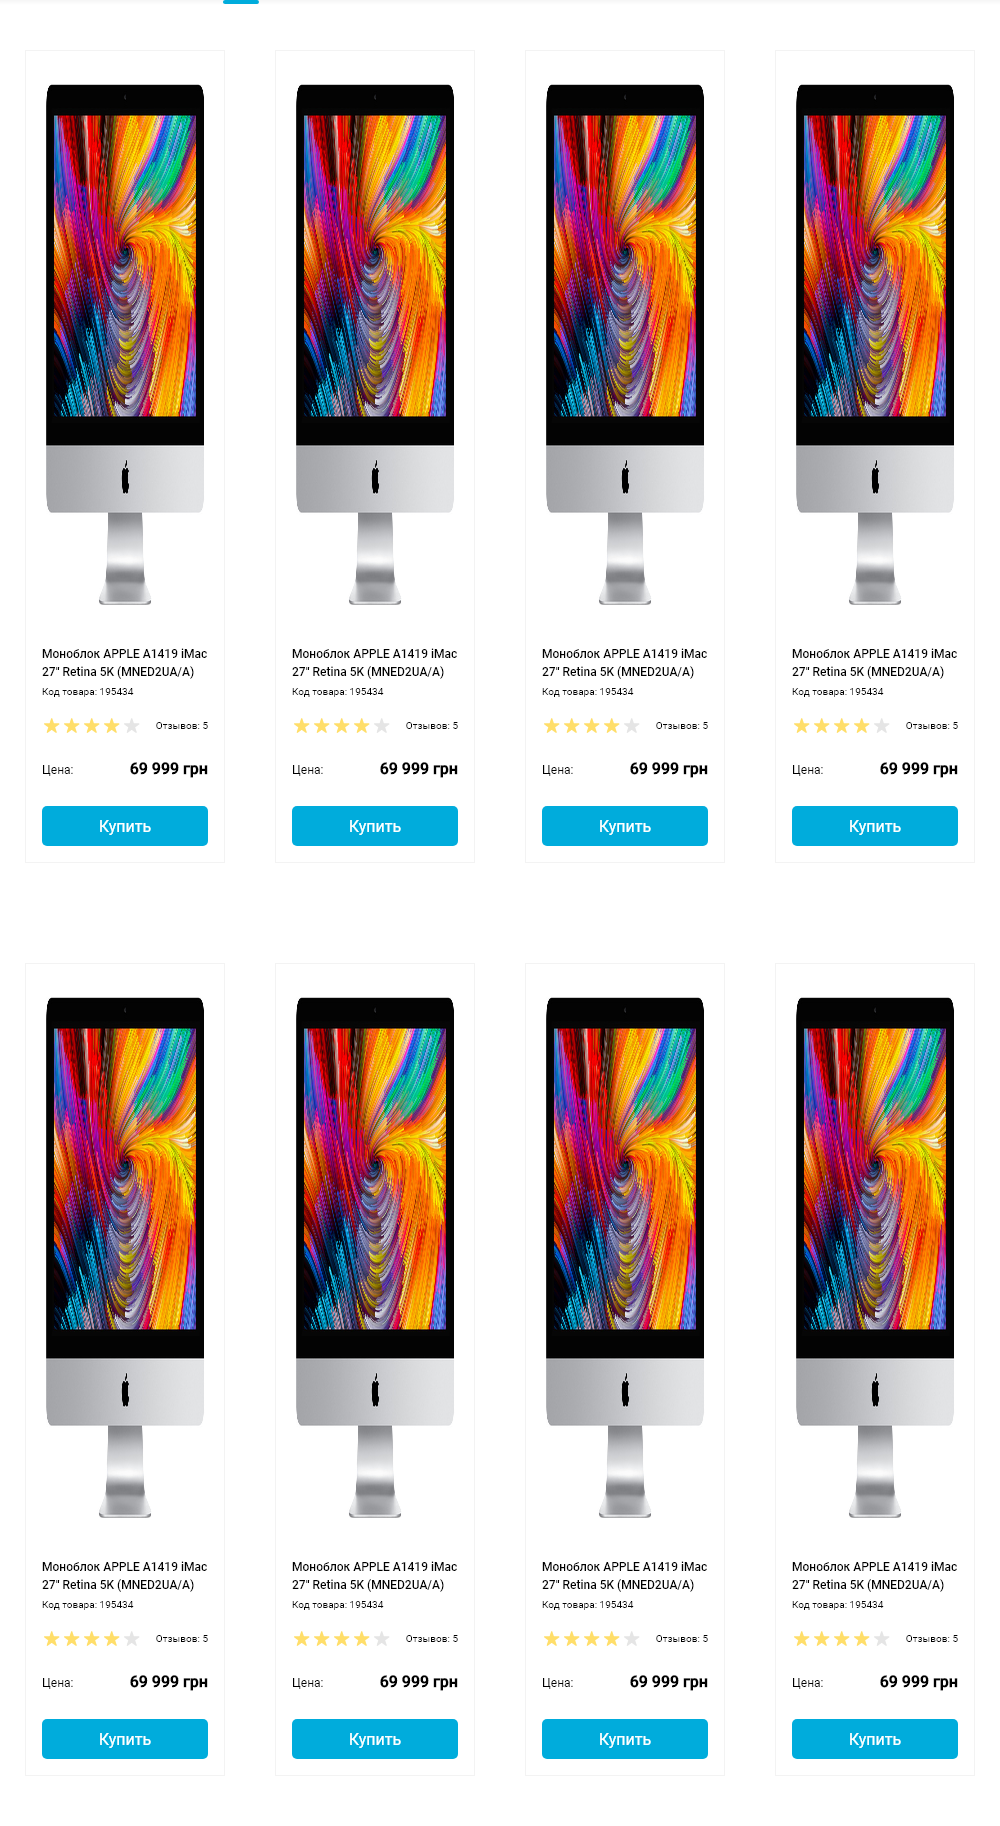 Моноблок APPLE A1419 iMac
27" Retina 5K (MNED2UA/A)
Код товара: 195434
Отзывов: 5
Цена: 69 999 грн
Купить
Моноблок APPLE A1419 iMac
27" Retina 5K (MNED2UA/A)
Код товара: 195434
Отзывов: 5
Цена: 69 999 грн
Купить
Моноблок APPLE A1419 iMac
27" Retina 5K (MNED2UA/A)
Код товара: 195434
Отзывов: 5
Цена: 69 999 грн
Купить
Моноблок APPLE A1419 iMac
27" Retina 5K (MNED2UA/A)
Код товара: 195434
Отзывов: 5
Цена: 69 999 грн
Купить
Моноблок APPLE A1419 iMac
27" Retina 5K (MNED2UA/A)
Код товара: 195434
Отзывов: 5
Цена: 69 999 грн
Купить
Моноблок APPLE A1419 iMac
27" Retina 5K (MNED2UA/A)
Код товара: 195434
Отзывов: 5
Цена: 69 999 грн
Купить
Моноблок APPLE A1419 iMac
27" Retina 5K (MNED2UA/A)
Код товара: 195434
Отзывов: 5
Цена: 69 999 грн
Купить
Моноблок APPLE A1419 iMac
27" Retina 5K (MNED2UA/A)
Код товара: 195434
Отзывов: 5
Цена: 69 999 грн
Купить